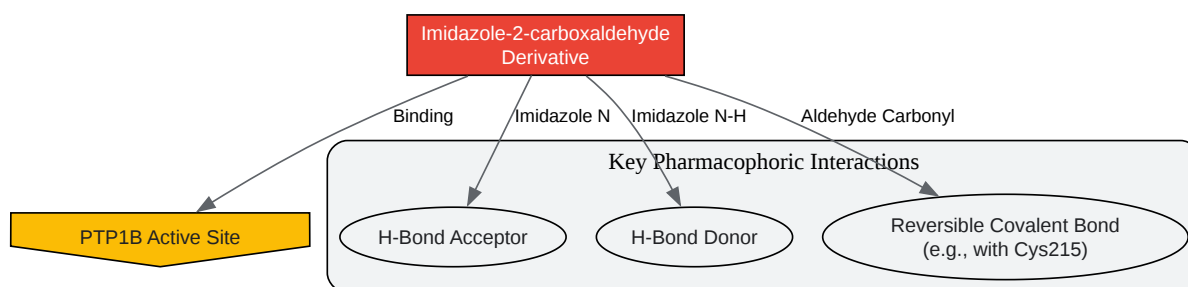 Imidazole-2-carboxaldehyde
Derivative
Binding
Imidazole N
Imidazole N-H
Aldehyde Carbonyl
Key Pharmacophoric Interactions
PTP1B Active Site
H-Bond Acceptor
H-Bond Donor
Reversible Covalent Bond
(e.g., with Cys215)